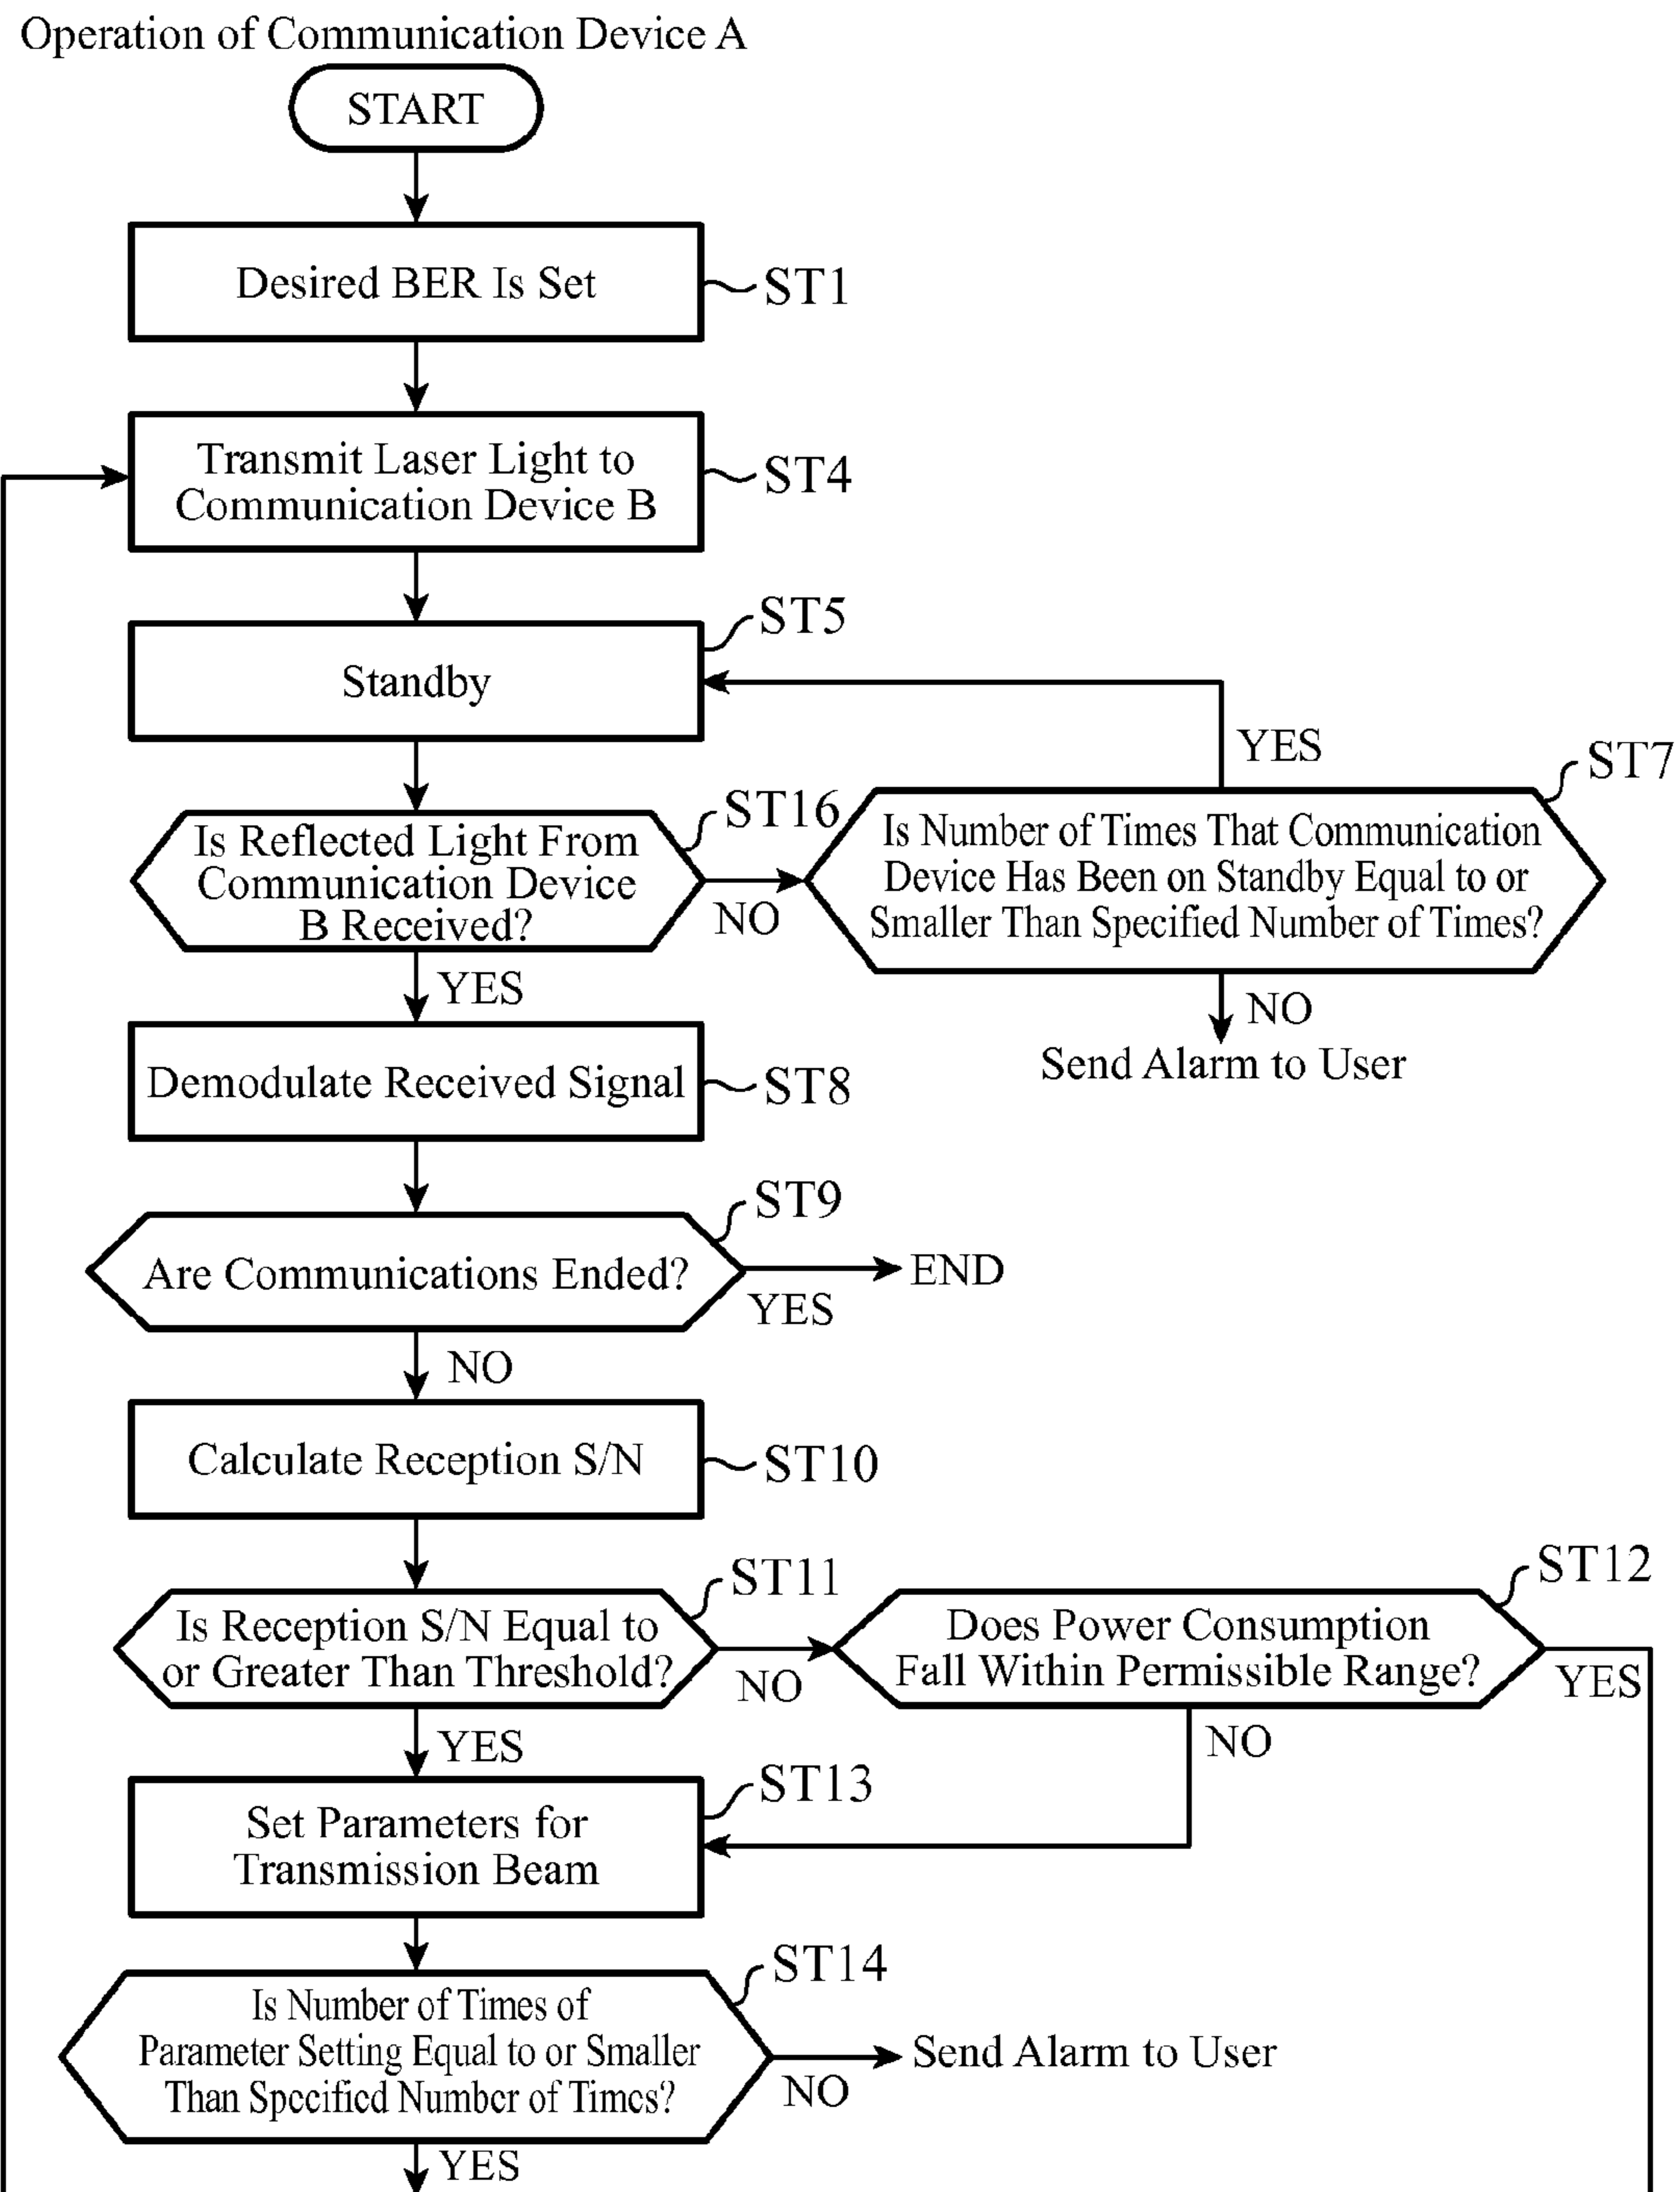 Operation of Communication Device A
START
Desired BER Is Set
ST1
Transmit Laser Light to
Communication Device B
ST4
ST5
Standby
YES
ST7
ST16
Is Reflected Light From
Communication Device
B Received?
NO
Is Number of Times That Communication
Device Has Been on Standby Equal to or
Smaller Than Specified Number of Times?
YES
NO
Send Alarm to User
Demodulate Received Signal
ST8
ST9
Are Communications Ended?
END
YES
NO
Calculate Reception S/N
ST10
ST11
Is Reception S/N Equal to
or Greater Than Threshold?
NO
ST12
Does Power Consumption
Fall Within Permissible Range?
YES
NO
YES
ST13
Set Parameters for
Transmission Beam
ST14
Is Number of Times of
Parameter Setting Equal to or Smaller
Than Specified Number of Times?
Send Alarm to User
NO
YES